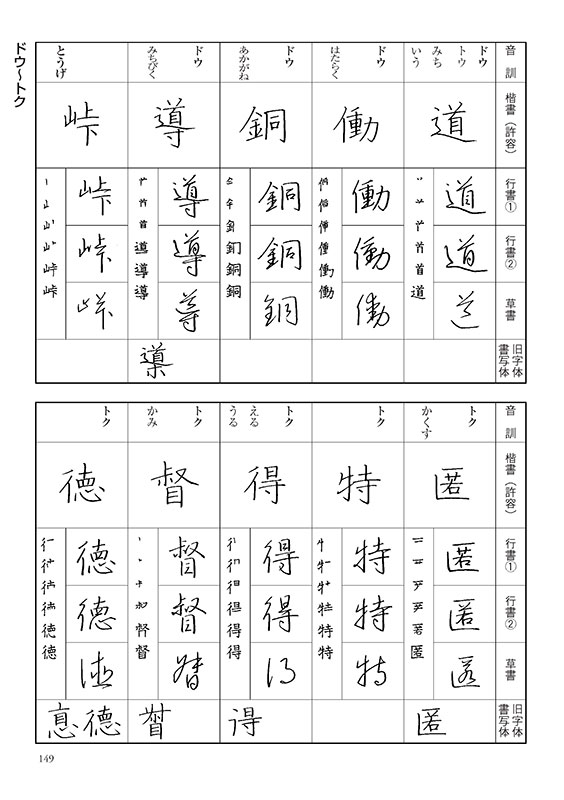 ドウ〜トク
音 訓
楷書（許容）
行書①
行書②
草書
旧字体
書写体
ドウ
トウ
みち
いう
道
道
道
道
ドウ
はたらく
働
働
働
働
ドウ
あかがね
銅
銅
銅
銅
ドウ
みちびく
導
導
導
導
とうげ
峠
峠
峠
峠
音 訓
楷書（許容）
行書①
行書②
草書
旧字体
書写体
トク
かくす
匿
匿
匿
匿
匿
トク
特
特
特
特
トク
える
うる
得
得
得
得
トク
かみ
督
督
督
督
トク
徳
徳
徳
徳
德
149